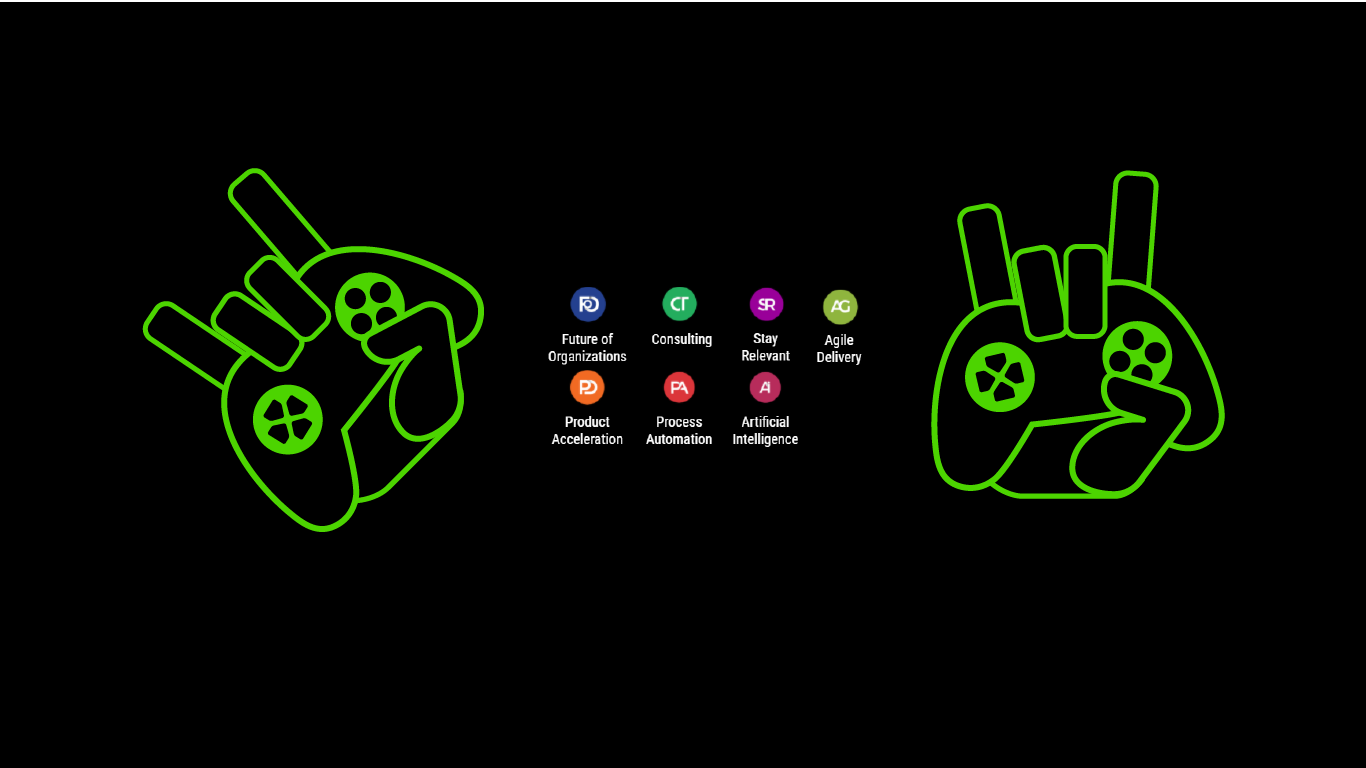 FO
CT
SR
AG
Future of
Organizations
Consulting
Stay
Relevant
Agile
Delivery
PD
PA
AI
Product
Acceleration
Process
Automation
Artificial
Intelligence